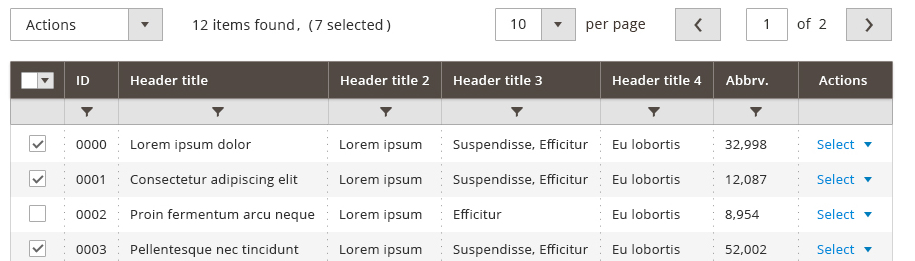 Actions 12 items found, (7 selected) 10 per page 1 of 2
ID Header title Header title 2 Header title 3 Header title 4 Abbrv. Actions
0000 Lorem ipsum dolor Lorem ipsum Suspendisse, Efficitur Eu lobortis 32,998 Select
0001 Consectetur adipiscing elit Lorem ipsum Suspendisse, Efficitur Eu lobortis 12,087 Select
0002 Proin fermentum arcu neque Lorem ipsum Efficitur Eu lobortis 8,954 Select
0003 Pellentesque nec tincidunt Lorem ipsum Suspendisse, Efficitur Eu lobortis 52,002 Select